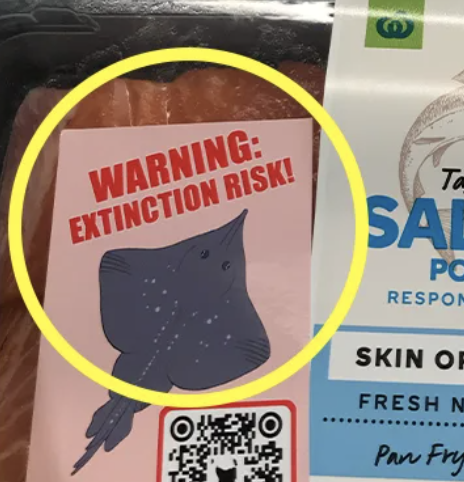 WARNING:
EXTINCTION RISK!
SKIN
FRESH
Pan Fry